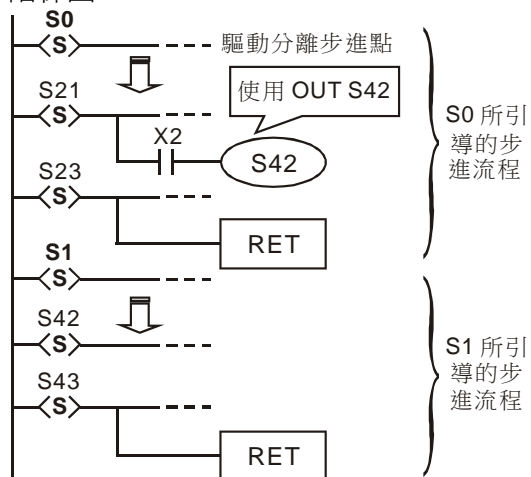 S0
S
驅動分離步進點
S21
S
使用 OUT S42
X2
S42
S23
S
RET
S0 所引
導的步
進流程
S1
S
S42
S
S43
S
RET
S1 所引
導的步
進流程